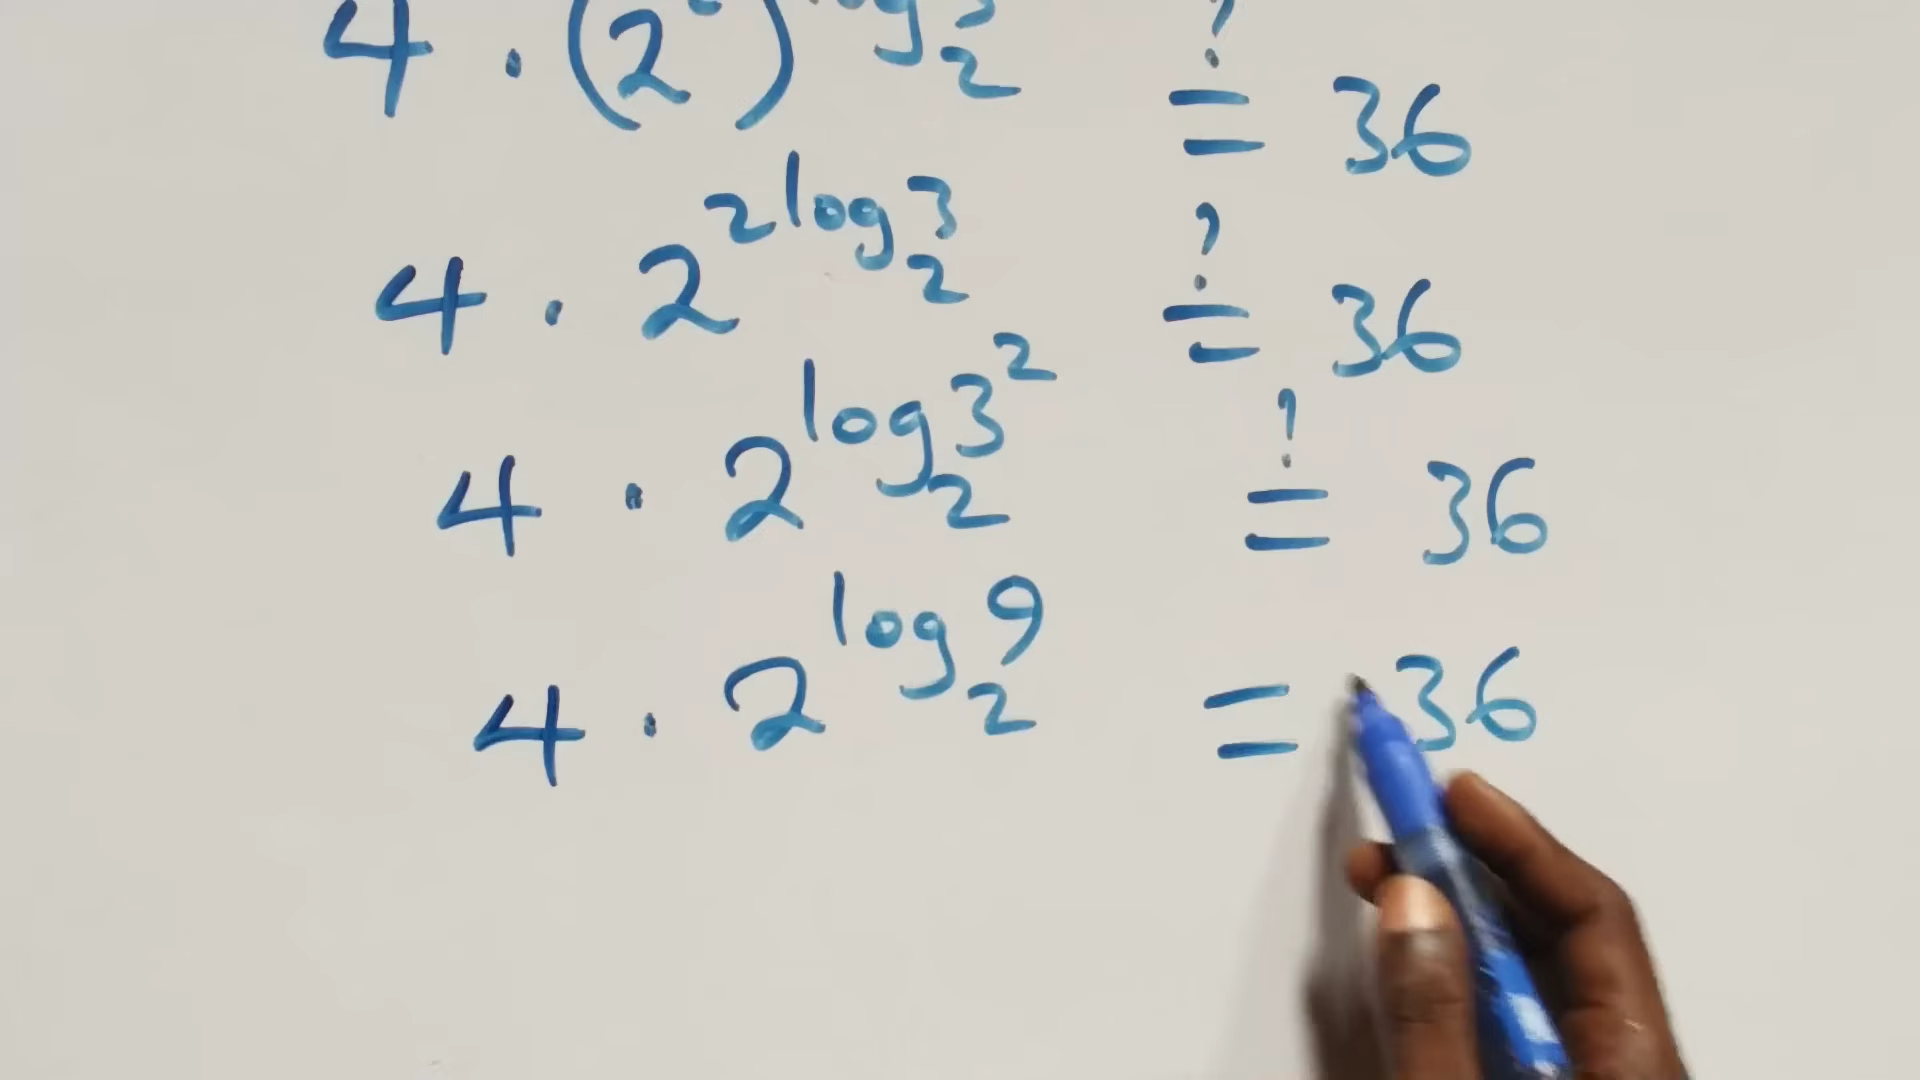 4 · (2²)^log₂3 ≟ 36
4 · 2^2log₂3 ≟ 36
4 · 2^log₂3² ≟ 36
4 · 2^log₂9 = 36